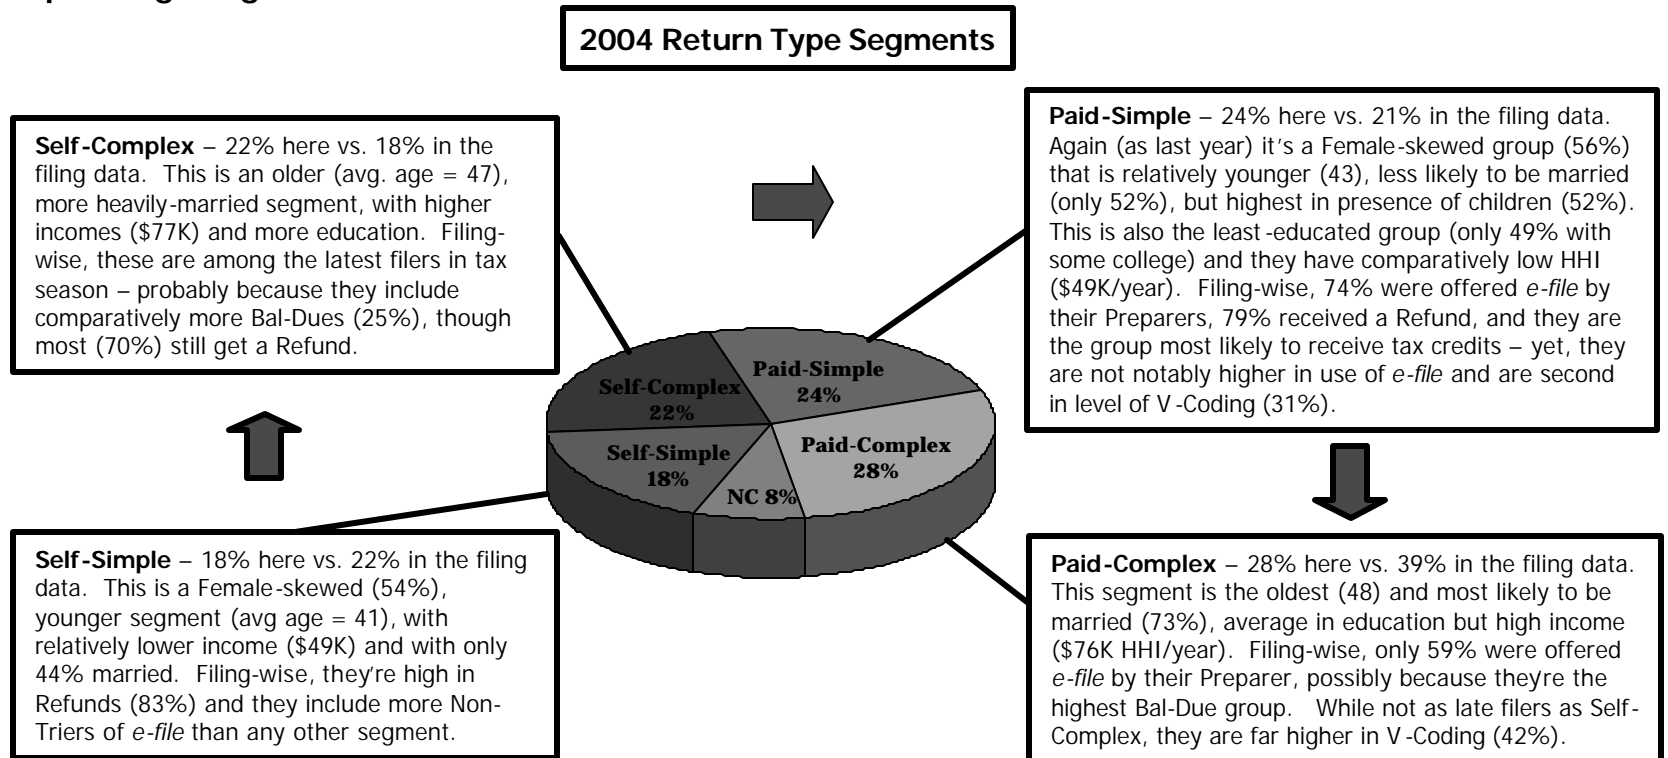 2004 Return Type Segments
Self-Complex – 22% here vs. 18% in the
filing data. This is an older (avg. age = 47),
more heavily-married segment, with higher
incomes ($77K) and more education. Filing-
wise, these are among the latest filers in tax
season – probably because they include
comparatively more Bal-Dues (25%), though
most (70%) still get a Refund.
Paid-Simple – 24% here vs. 21% in the filing data.
Again (as last year) it's a Female-skewed group (56%)
that is relatively younger (43), less likely to be married
(only 52%), but highest in presence of children (52%).
This is also the least-educated group (only 49% with
some college) and they have comparatively low HHI
($49K/year). Filing-wise, 74% were offered e-file by
their Preparers, 79% received a Refund, and they are
the group most likely to receive tax credits – yet, they
are not notably higher in use of e-file and are second
in level of V-Coding (31%).
Self-Complex
22%
Paid-Simple
24%
Self-Simple
18%
Paid-Complex
28%
NC 8%
Self-Simple – 18% here vs. 22% in the filing
data. This is a Female-skewed (54%),
younger segment (avg age = 41), with
relatively lower income ($49K) and with only
44% married. Filing-wise, they're high in
Refunds (83%) and they include more Non-
Triers of e-file than any other segment.
Paid-Complex – 28% here vs. 39% in the filing data.
This segment is the oldest (48) and most likely to be
married (73%), average in education but high income
($76K HHI/year). Filing-wise, only 59% were offered
e-file by their Preparer, possibly because they're the
highest Bal-Due group. While not as late filers as Self-
Complex, they are far higher in V-Coding (42%).